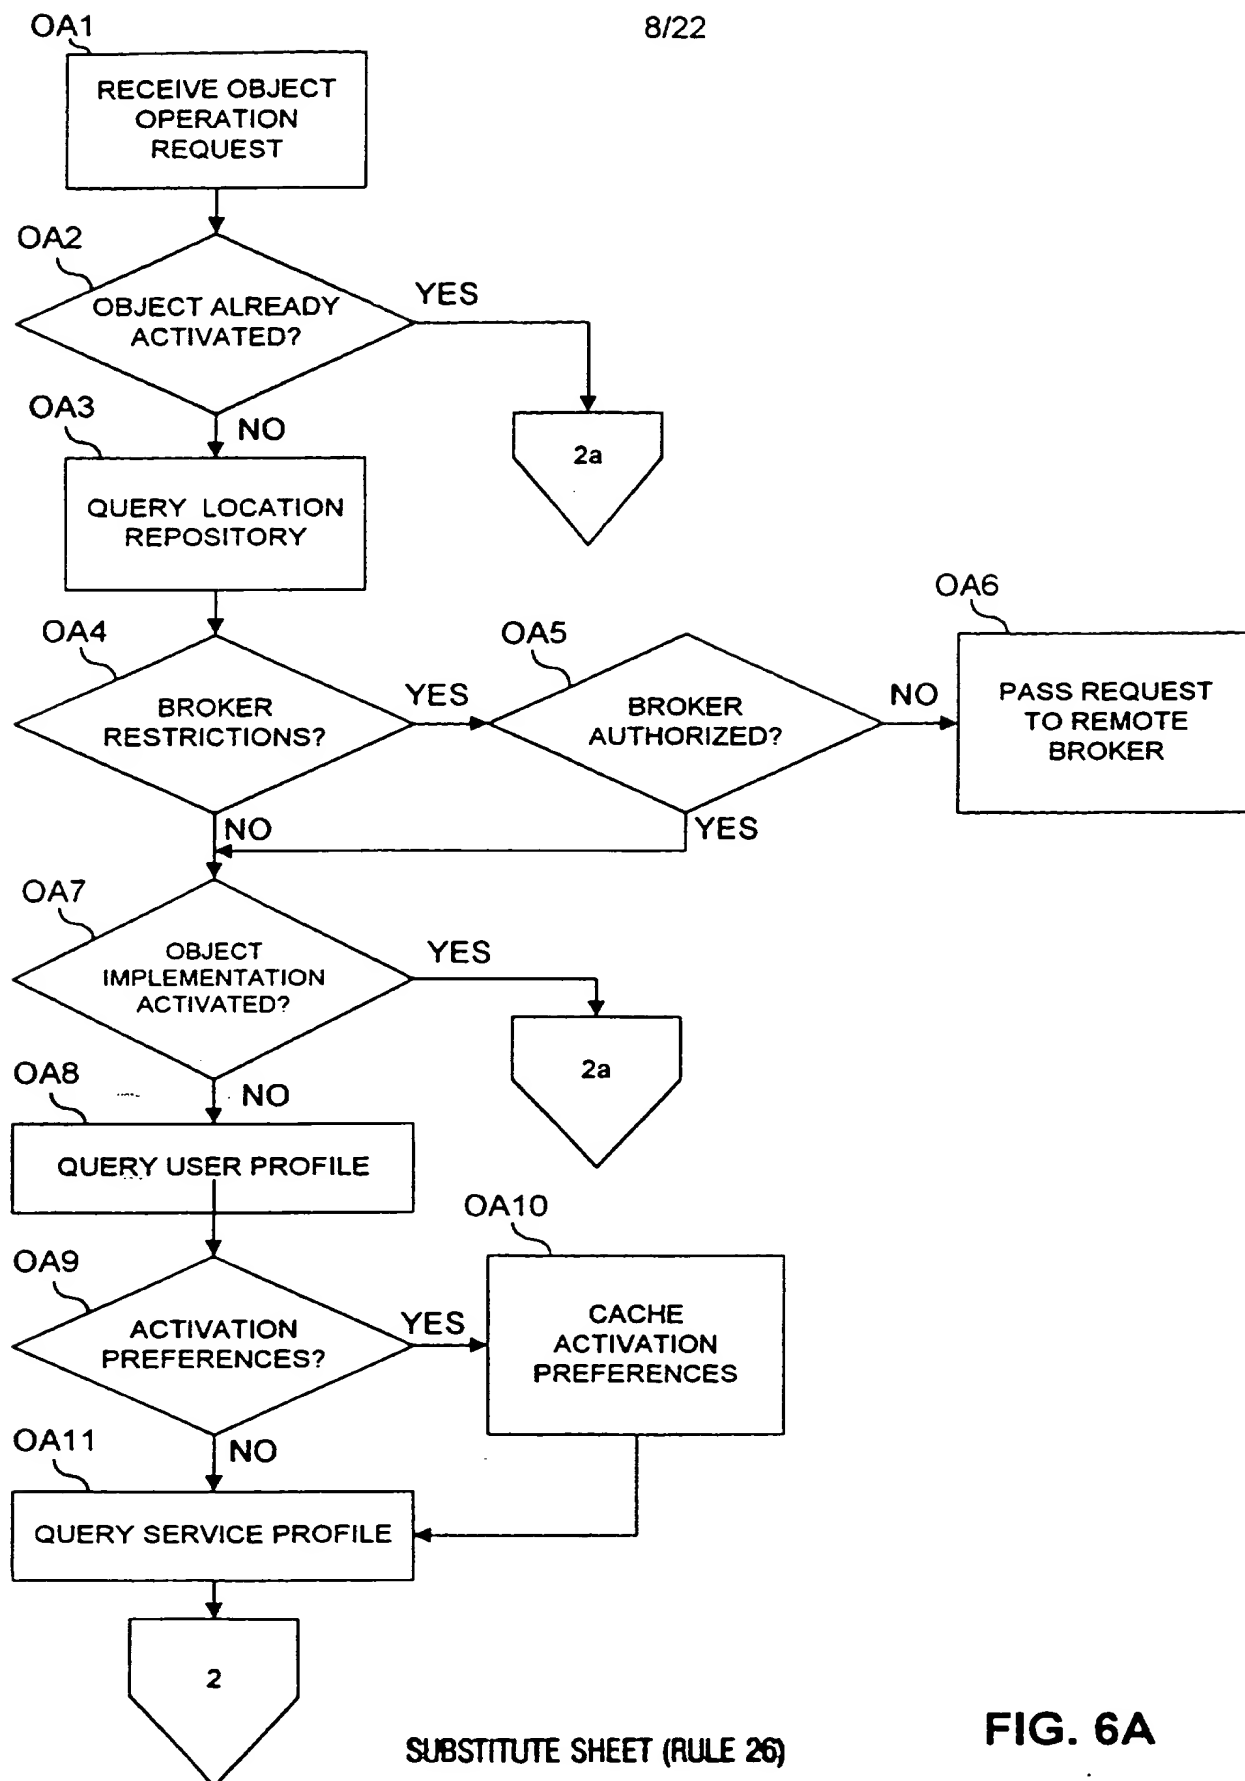 8/22
OA1
RECEIVE OBJECT
OPERATION
REQUEST
OA2
OBJECT ALREADY
ACTIVATED?
YES
2a
NO
OA3
QUERY LOCATION
REPOSITORY
OA4
BROKER
RESTRICTIONS?
YES
OA5
BROKER
AUTHORIZED?
NO
OA6
PASS REQUEST
TO REMOTE
BROKER
NO
YES
OA7
OBJECT
IMPLEMENTATION
ACTIVATED?
YES
2a
NO
OA8
QUERY USER PROFILE
OA9
ACTIVATION
PREFERENCES?
YES
OA10
CACHE
ACTIVATION
PREFERENCES
NO
OA11
QUERY SERVICE PROFILE
2
SUBSTITUTE SHEET (RULE 26)
FIG. 6A